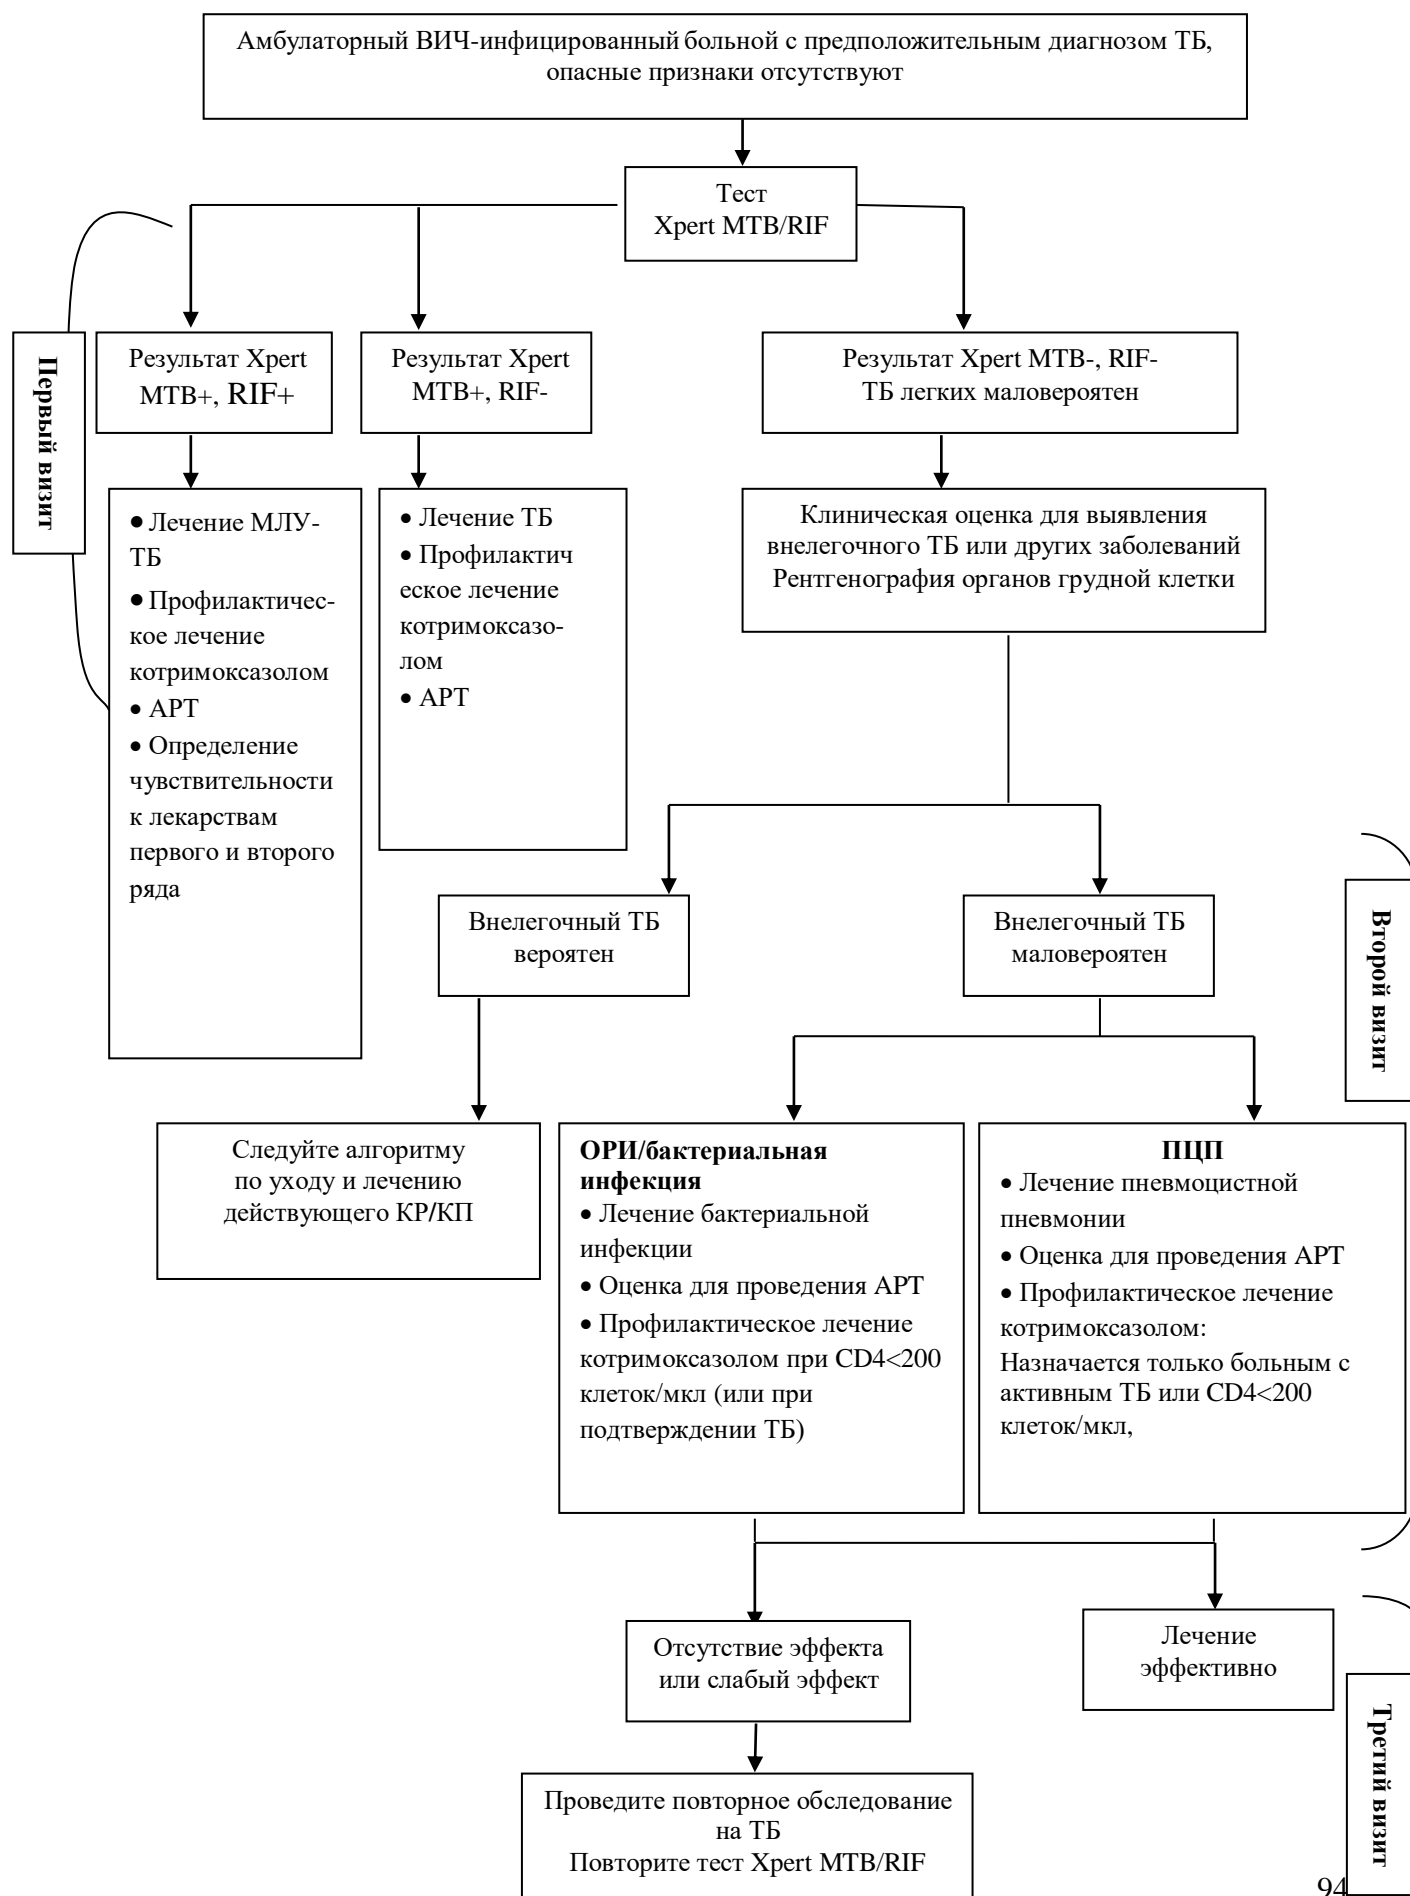 Амбулаторный ВИЧ-инфицированный больной с предположительным диагнозом ТБ,
опасные признаки отсутствуют
Тест
Xpert MTB/RIF
Первый визит
Результат Xpert
MTB+, RIF+
Результат Xpert
MTB+, RIF-
Результат Xpert MTB-, RIF-
ТБ легких маловероятен
• Лечение МЛУ-
ТБ
• Профилактичес-
кое лечение
котримоксазолом
• АРТ
• Определение
чувствительности
к лекарствам
первого и второго
ряда
• Лечение ТБ
• Профилактич
еское лечение
котримоксазо-
лом
• АРТ
Клиническая оценка для выявления
внелегочного ТБ или других заболеваний
Рентгенография органов грудной клетки
Внелегочный ТБ
вероятен
Внелегочный ТБ
маловероятен
Второй визит
Следуйте алгоритму
по уходу и лечению
действующего КР/КП
ОРИ/бактериальная
инфекция
• Лечение бактериальной
инфекции
• Оценка для проведения АРТ
• Профилактическое лечение
котримоксазолом при CD4<200
клеток/мкл (или при
подтверждении ТБ)
ПЦП
• Лечение пневмоцистной
пневмонии
• Оценка для проведения АРТ
• Профилактическое лечение
котримоксазолом:
Назначается только больным с
активным ТБ или CD4<200
клеток/мкл,
Отсутствие эффекта
или слабый эффект
Лечение
эффективно
Третий визит
Проведите повторное обследование
на ТБ
Повторите тест Xpert MTB/RIF
94